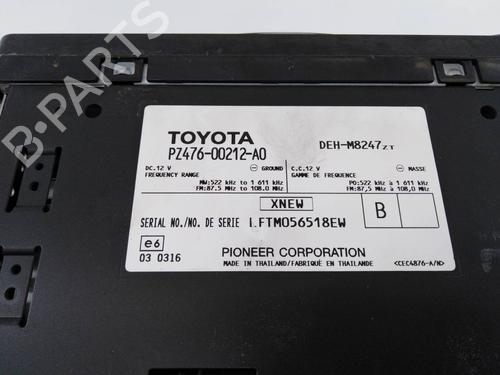 B-PARTS
TOYOTA
PZ476-00212-A0 DEH-M8247ZT
DC.12 V GROUND C.C.12 V MASSE
FREQUENCY RANGE GAMME DE FREQUENCE
MW:522 kHz to 1 611 kHz PO:522 kHz à 1 611 kHz
FM:87.5 MHz to 108.0 MHz FM:87,5 MHz à 108,0 MHz
XNEW
SERIAL NO./NO. DE SERIE LFTM056518EW B
e6
03 0316
PIONEER CORPORATION
MADE IN THAILAND/FABRIQUÉ EN THAILANDE <CEC4876-A/N>